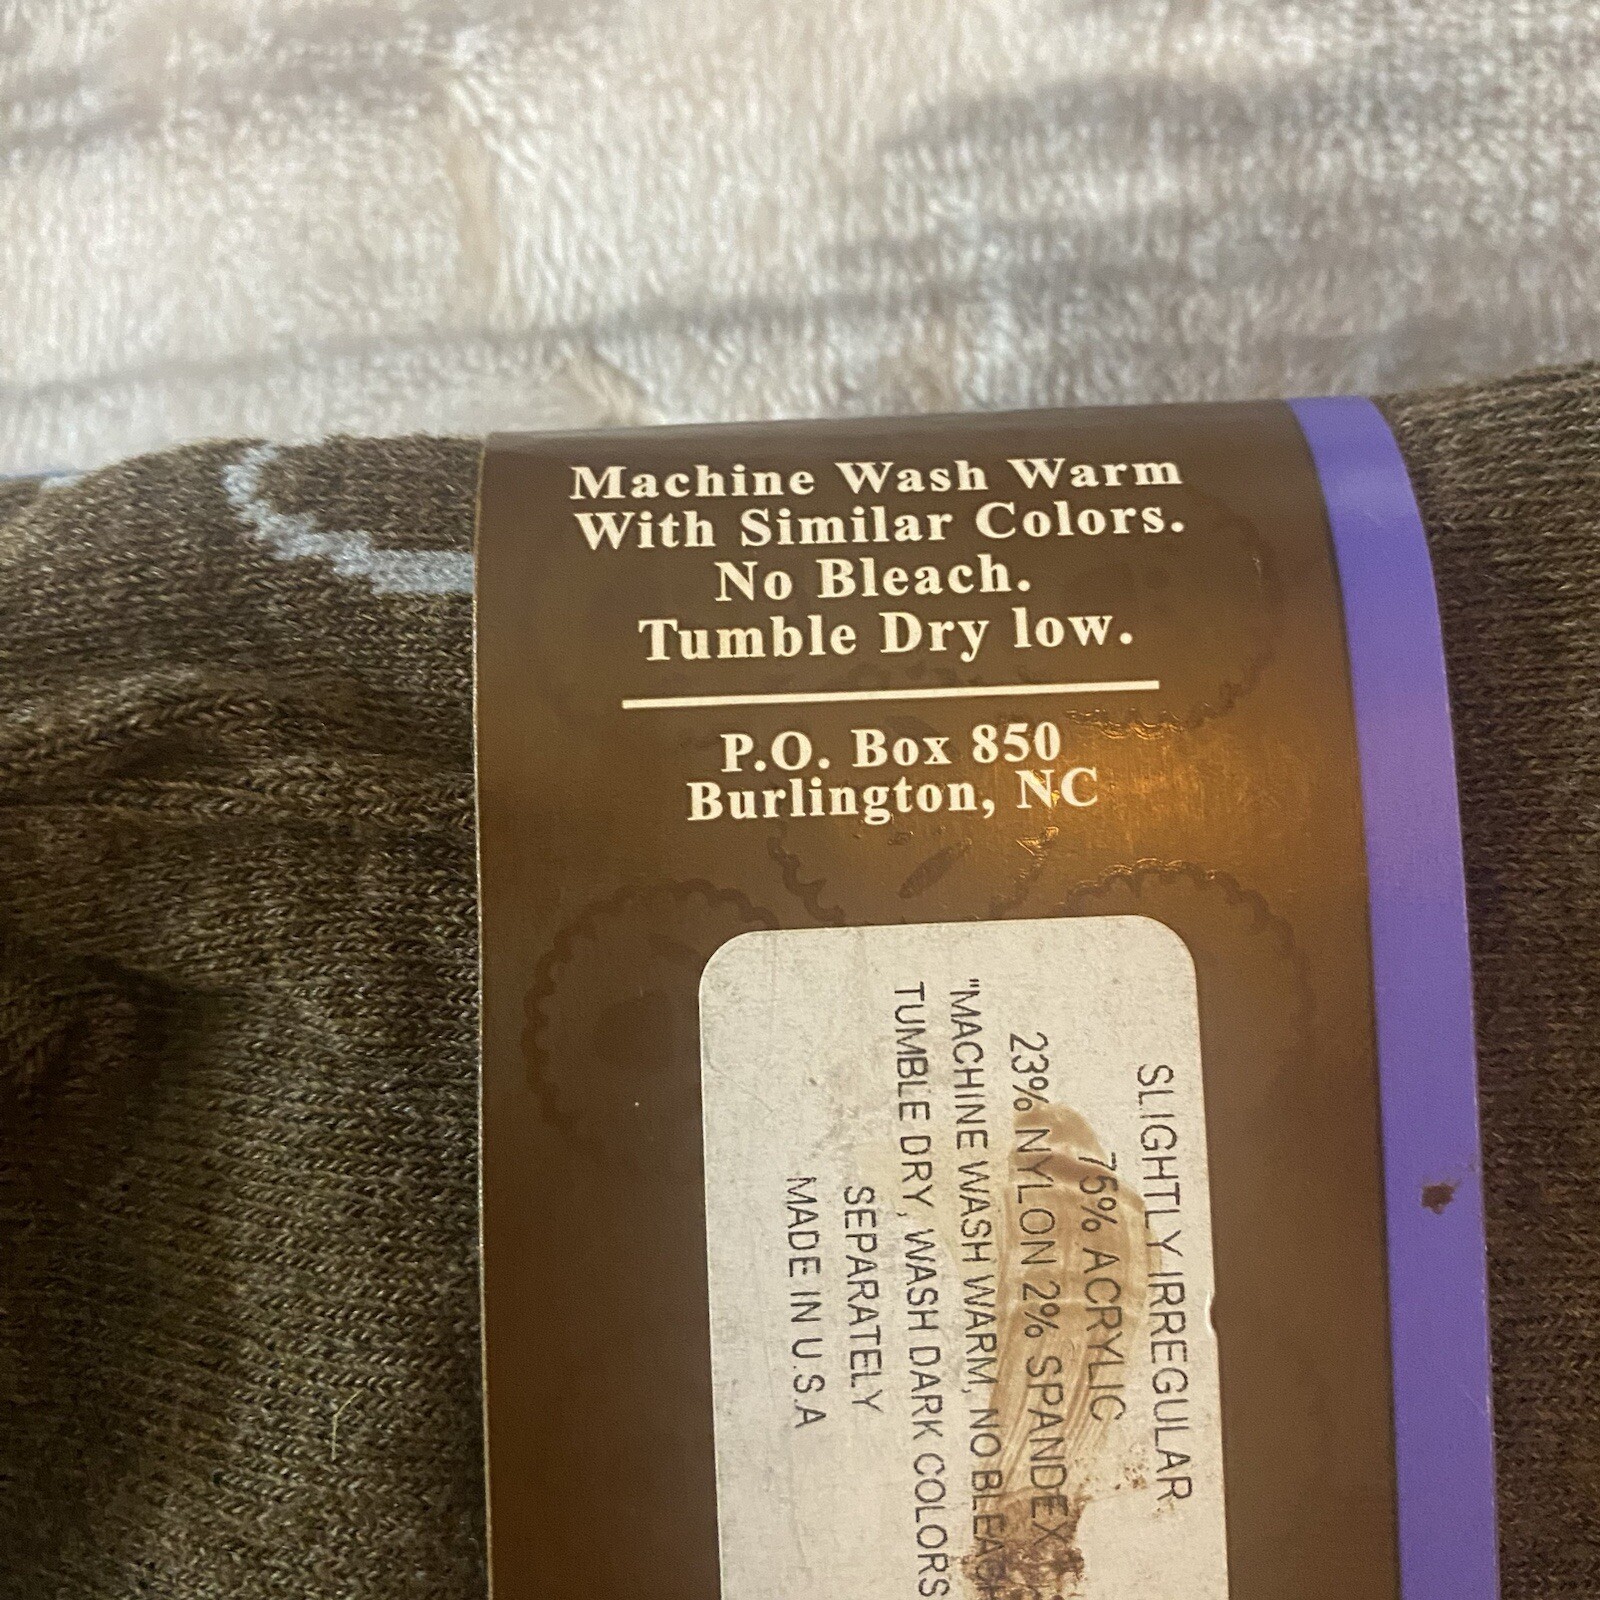 Machine Wash Warm
With Similar Colors.
No Bleach.
Tumble Dry low.
P.O. Box 850
Burlington, NC
SLIGHTLY IRREGULAR
75% ACRYLIC
23% NYLON 2% SPANDEX
"MACHINE WASH WARM, NO BLEACH
TUMBLE DRY, WASH DARK COLORS
SEPARATELY
MADE IN U.S.A